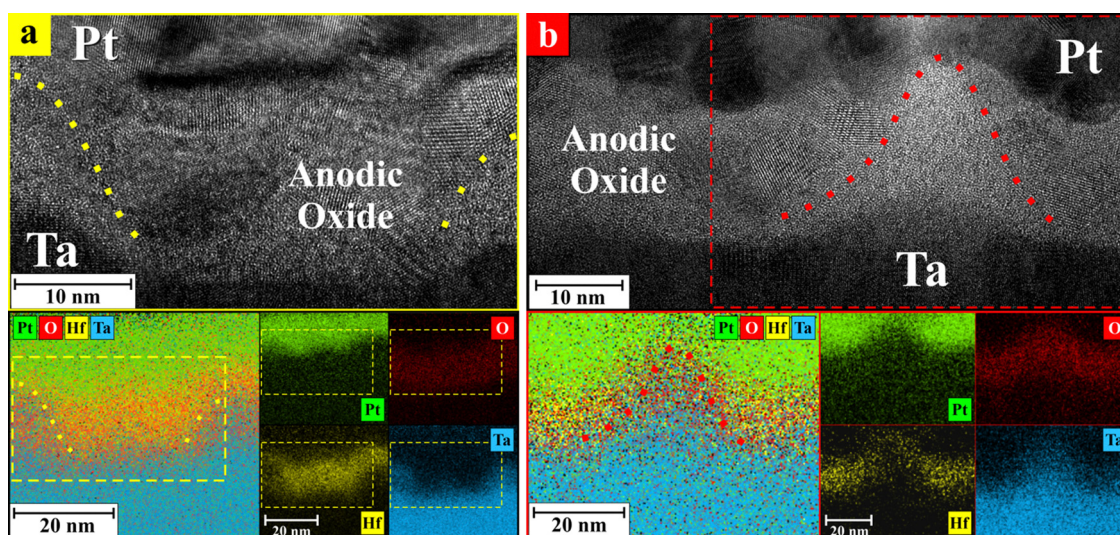 a
Pt
Anodic
Oxide
Ta
10 nm
b
Pt
Anodic
Oxide
Ta
10 nm
Pt O Hf Ta
20 nm
Pt
O
Hf
20 nm
Ta
Pt O Hf Ta
20 nm
Pt
O
Hf
20 nm
Ta